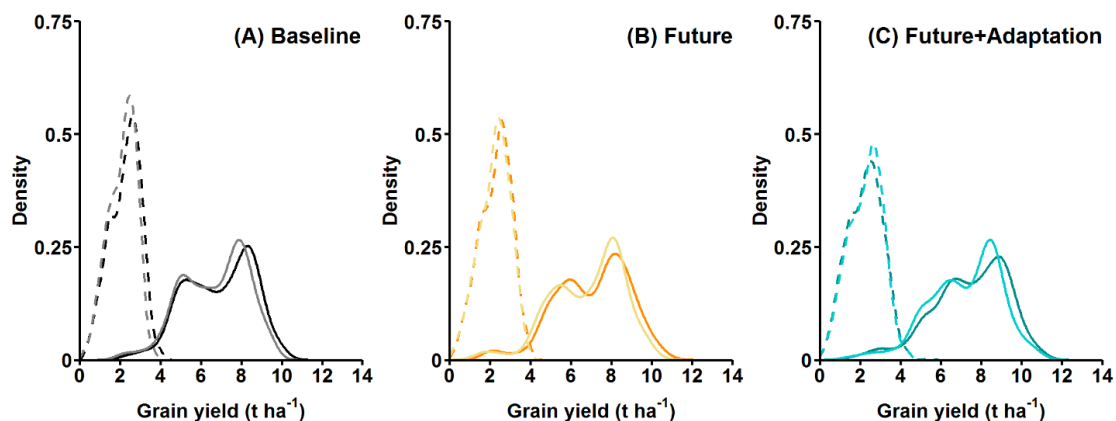 (A) Baseline
0.75
0.5
0.25
0
Density
0 2 4 6 8 10 12 14
Grain yield (t ha⁻¹)
(B) Future
0.75
0.5
0.25
0
Density
0 2 4 6 8 10 12 14
Grain yield (t ha⁻¹)
(C) Future+Adaptation
0.75
0.5
0.25
0
Density
0 2 4 6 8 10 12 14
Grain yield (t ha⁻¹)